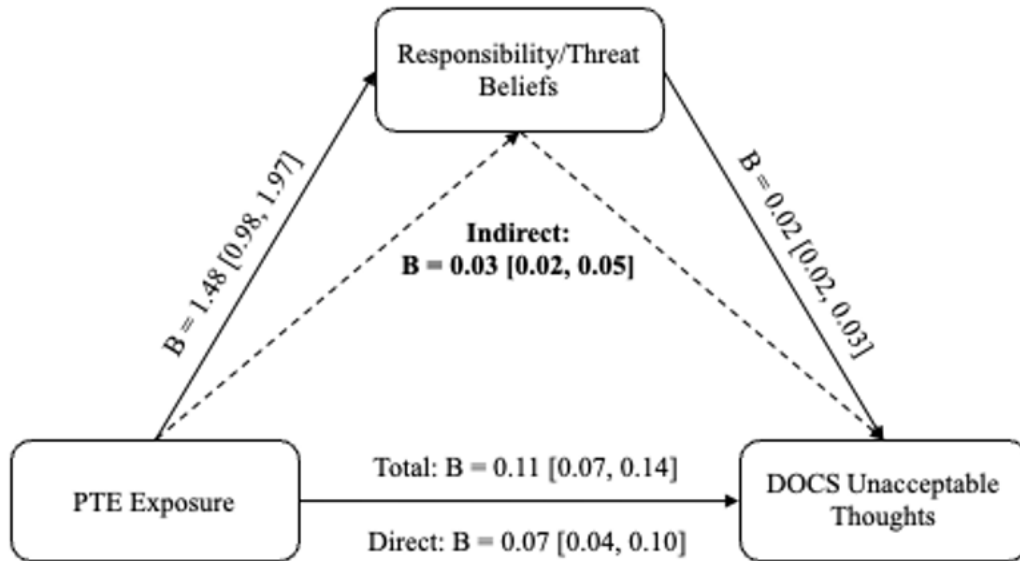 Responsibility/Threat
Beliefs
B = 1.48 [0.98, 1.97]
B = 0.02 [0.02, 0.03]
Indirect:
B = 0.03 [0.02, 0.05]
PTE Exposure
Total: B = 0.11 [0.07, 0.14]
Direct: B = 0.07 [0.04, 0.10]
DOCS Unacceptable
Thoughts